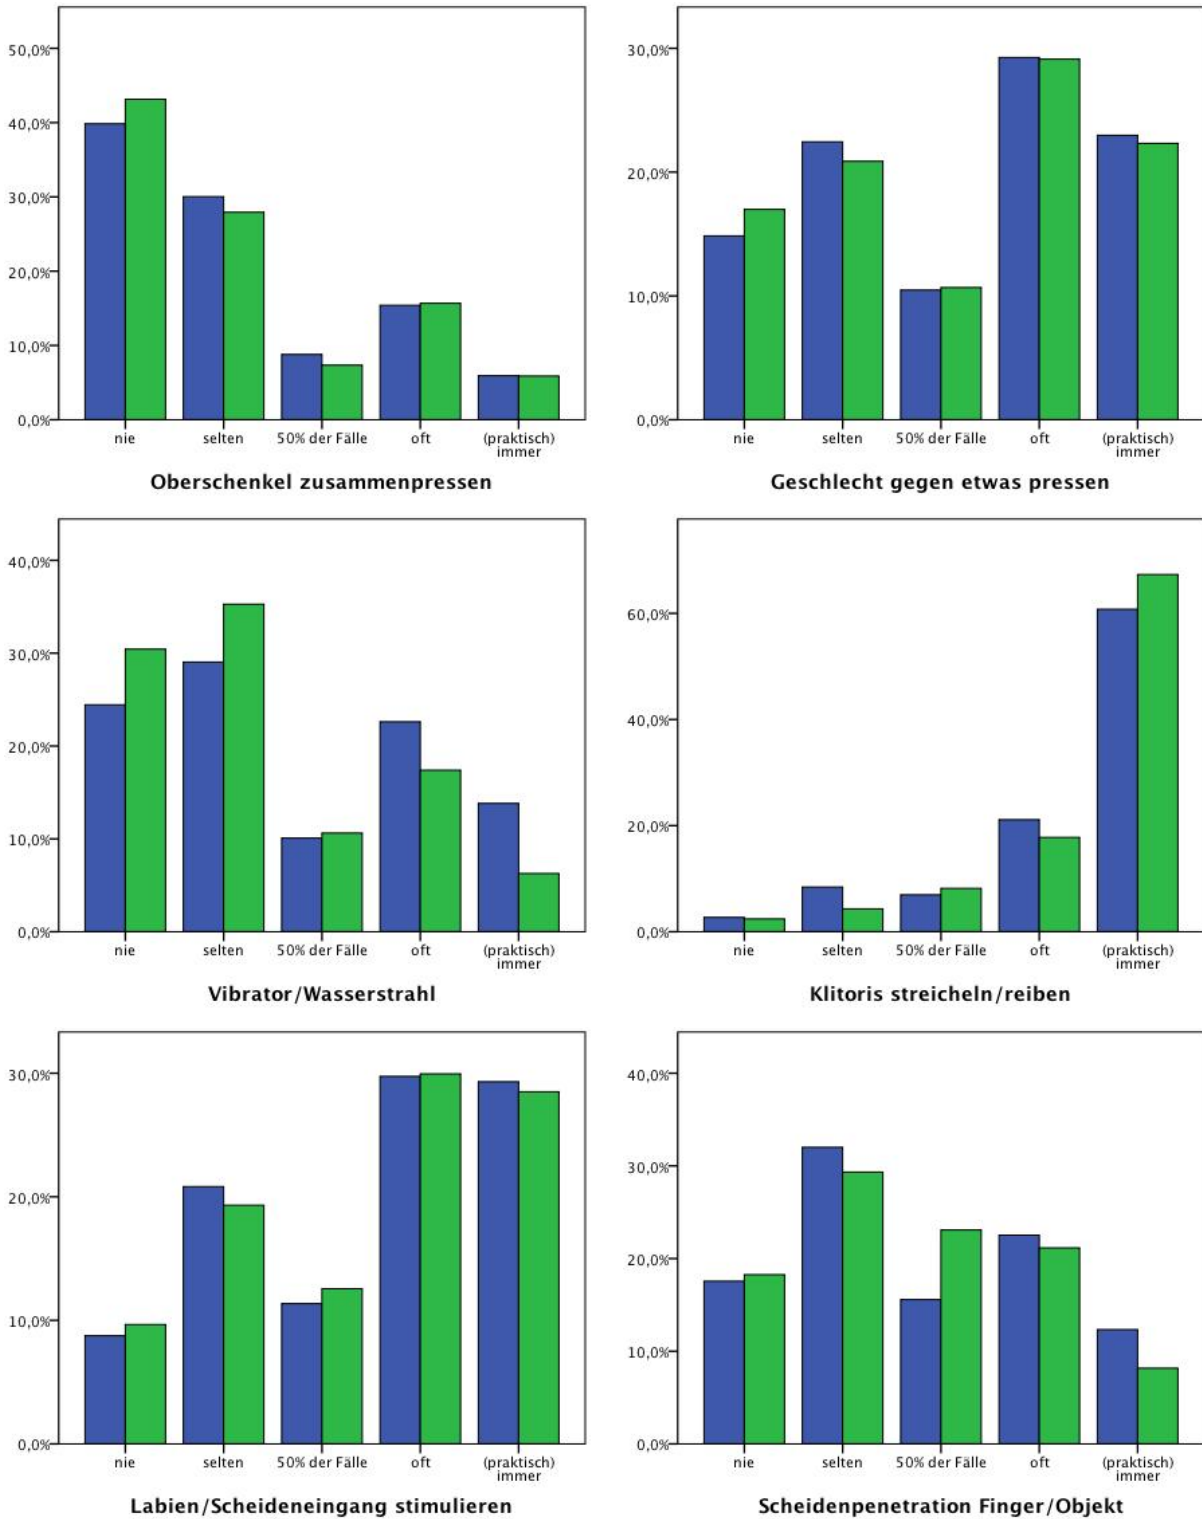 50,0%
40,0%
30,0%
20,0%
10,0%
0,0%
nie selten 50% der Fälle oft (praktisch) immer
Oberschenkel zusammenpressen
30,0%
20,0%
10,0%
0,0%
nie selten 50% der Fälle oft (praktisch) immer
Geschlecht gegen etwas pressen
40,0%
30,0%
20,0%
10,0%
0,0%
nie selten 50% der Fälle oft (praktisch) immer
Vibrator/Wasserstrahl
60,0%
40,0%
20,0%
0,0%
nie selten 50% der Fälle oft (praktisch) immer
Klitoris streicheln/reiben
30,0%
20,0%
10,0%
0,0%
nie selten 50% der Fälle oft (praktisch) immer
Labien/Scheideneingang stimulieren
40,0%
30,0%
20,0%
10,0%
0,0%
nie selten 50% der Fälle oft (praktisch) immer
Scheidenpenetration Finger/Objekt